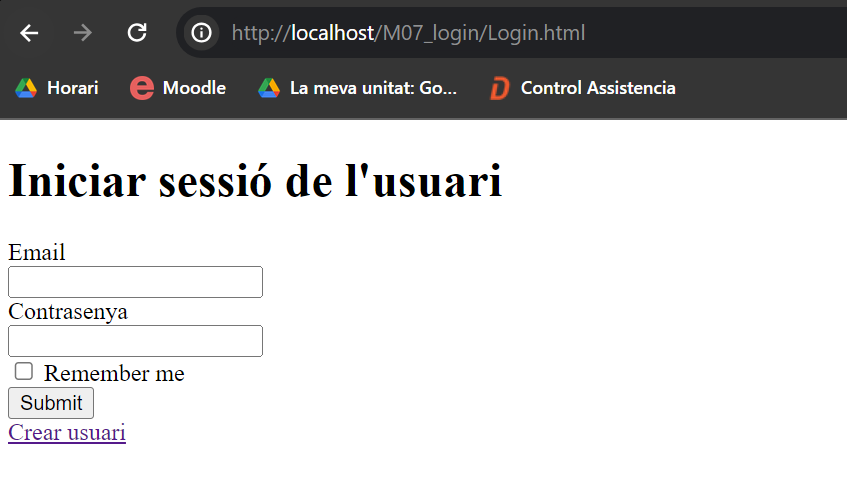 http://localhost/M07_login/Login.html
Horari Moodle La meva unitat: Go... Control Assistencia
Iniciar sessió de l'usuari
Email
Contrasenya
Remember me
Submit
Crear usuari